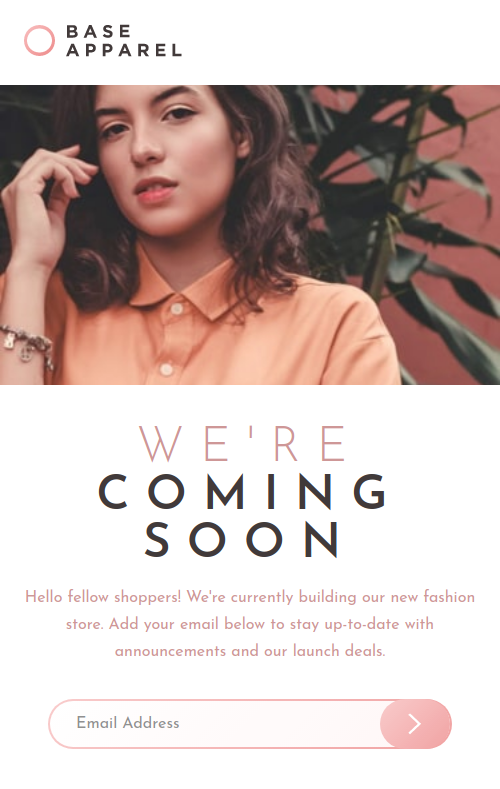 BASE
APPAREL
WE'RE
COMING
SOON
Hello fellow shoppers! We're currently building our new fashion
store. Add your email below to stay up-to-date with
announcements and our launch deals.
Email Address